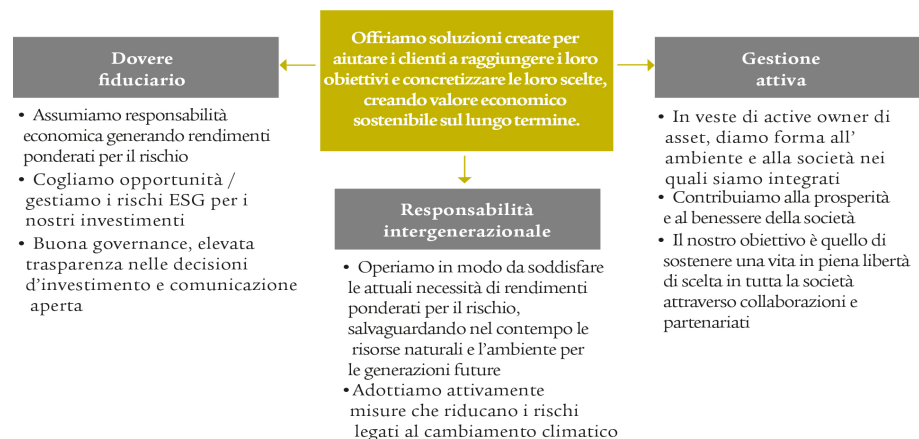 Offriamo soluzioni create per
aiutare i clienti a raggiungere i loro
obiettivi e concretizzare le loro scelte,
creando valore economico
sostenibile sul lungo termine.
Dovere
fiduciario
• Assumiamo responsabilità
economica generando rendimenti
ponderati per il rischio
• Cogliamo opportunità /
gestiamo i rischi ESG per i
nostri investimenti
• Buona governance, elevata
trasparenza nelle decisioni
d’investimento e comunicazione
aperta
Responsabilità
intergenerazionale
• Operiamo in modo da soddisfare
le attuali necessità di rendimenti
ponderati per il rischio,
salvaguardando nel contempo le
risorse naturali e l’ambiente per
le generazioni future
• Adottiamo attivamente
misure che riducano i rischi
legati al cambiamento climatico
Gestione
attiva
• In veste di active owner di
asset, diamo forma all’
ambiente e alla società nei
quali siamo integrati
• Contribuiamo alla prosperità
e al benessere della società
• Il nostro obiettivo è quello di
sostenere una vita in piena libertà
di scelta in tutta la società
attraverso collaborazioni e
partenariati